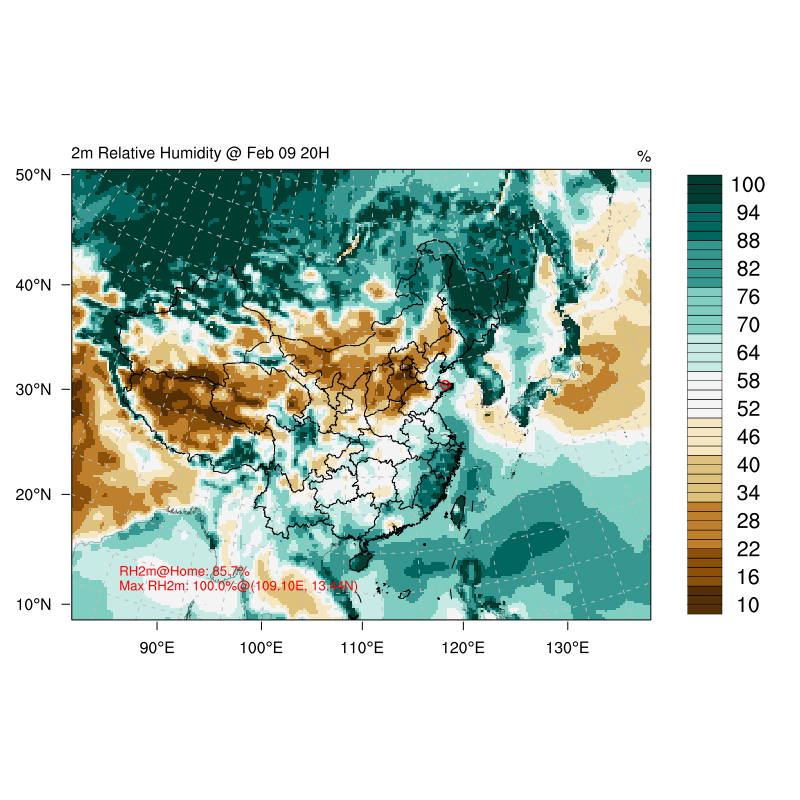 2m Relative Humidity @ Feb 09 20H
%
50°N
40°N
30°N
20°N
10°N
90°E
100°E
110°E
120°E
130°E
100
94
88
82
76
70
64
58
52
46
40
34
28
22
16
10
RH2m@Home: 85.7%
Max RH2m: 100.0%@(109.10E, 13.44N)